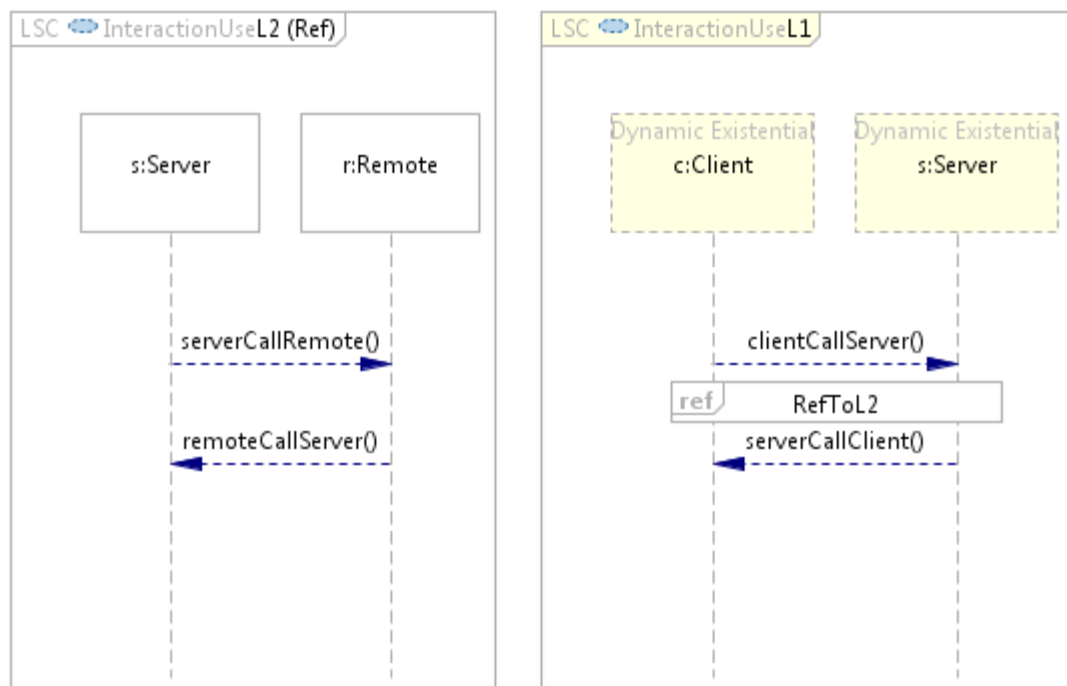 LSC InteractionUseL2 (Ref)
s:Server
r:Remote
serverCallRemote()
remoteCallServer()
LSC InteractionUseL1
Dynamic Existential
c:Client
Dynamic Existential
s:Server
clientCallServer()
ref
RefToL2
serverCallClient()